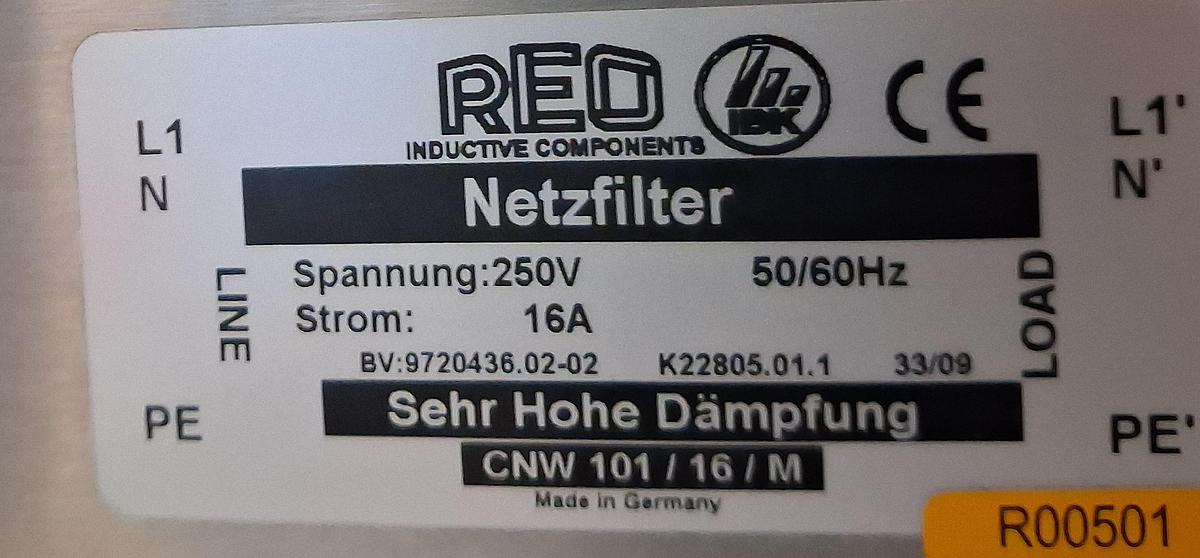 REO
IBK
CE
INDUCTIVE COMPONENTS
L1
L1'
N
N'
Netzfilter
LINE
LOAD
Spannung:250V 50/60Hz
Strom: 16A
BV:9720436.02-02 K22805.01.1 33/09
PE
PE'
Sehr Hohe Dämpfung
CNW 101 / 16 / M
Made in Germany
R00501